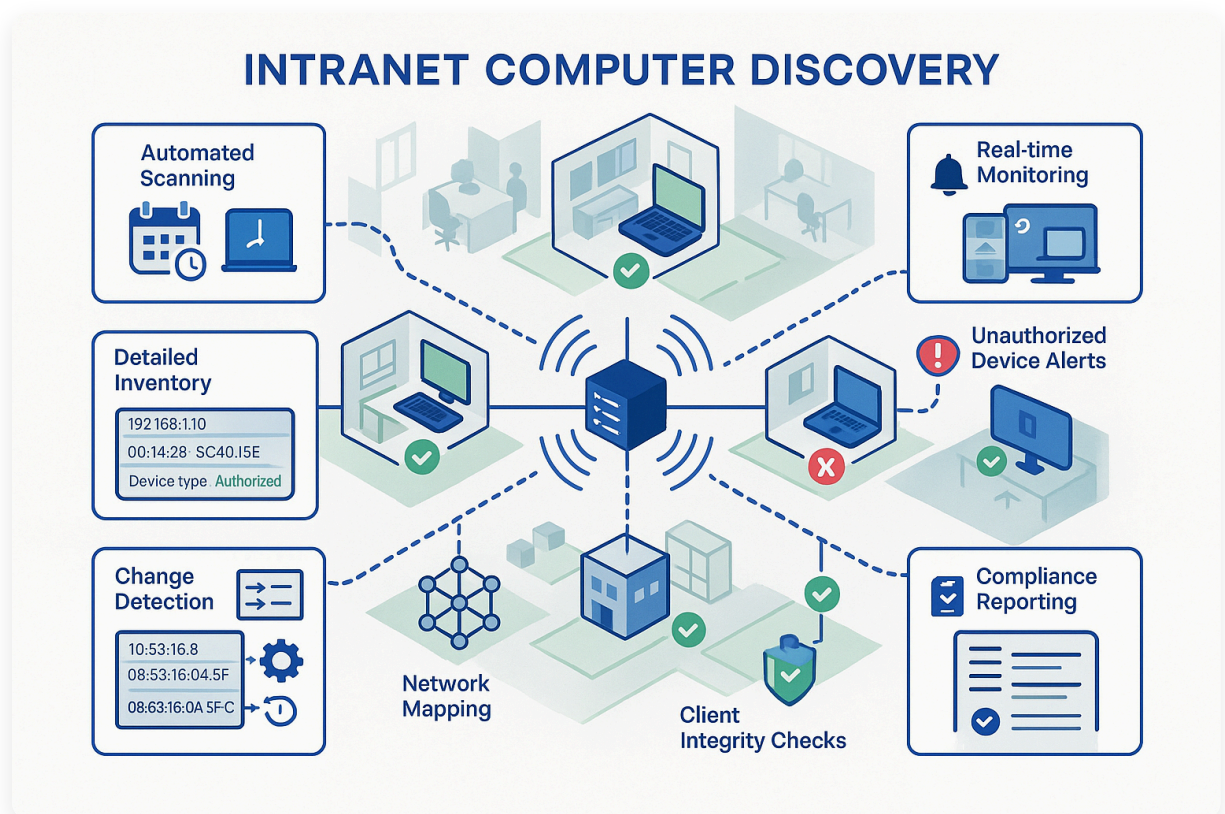 INTRANET COMPUTER DISCOVERY
Automated
Scanning
Real-time
Monitoring
Detailed
Inventory
192 168:1.10
00:14:28· SC40.I5E
Device type. Authorized
Unauthorized
Device Alerts
Change
Detection
10:53:16.8
08:53:16:04.5F
08:63:16:0A 5F-C
Network
Mapping
Client
Integrity Checks
Compliance
Reporting